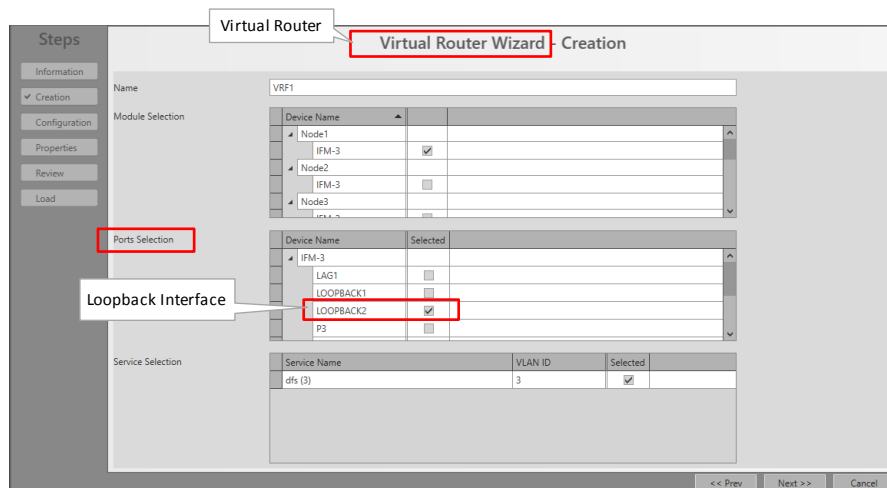 Virtual Router
Steps
Virtual Router Wizard - Creation
Information
Creation
Configuration
Properties
Review
Load
Name
VRF1
Module Selection
Device Name
Node1
IFM-3
Node2
IFM-3
Node3
Ports Selection
Device Name Selected
IFM-3
LAG1
LOOPBACK1
Loopback Interface
LOOPBACK2
P3
Service Selection
Service Name VLAN ID Selected
dfs (3) 3
<< Prev Next >> Cancel